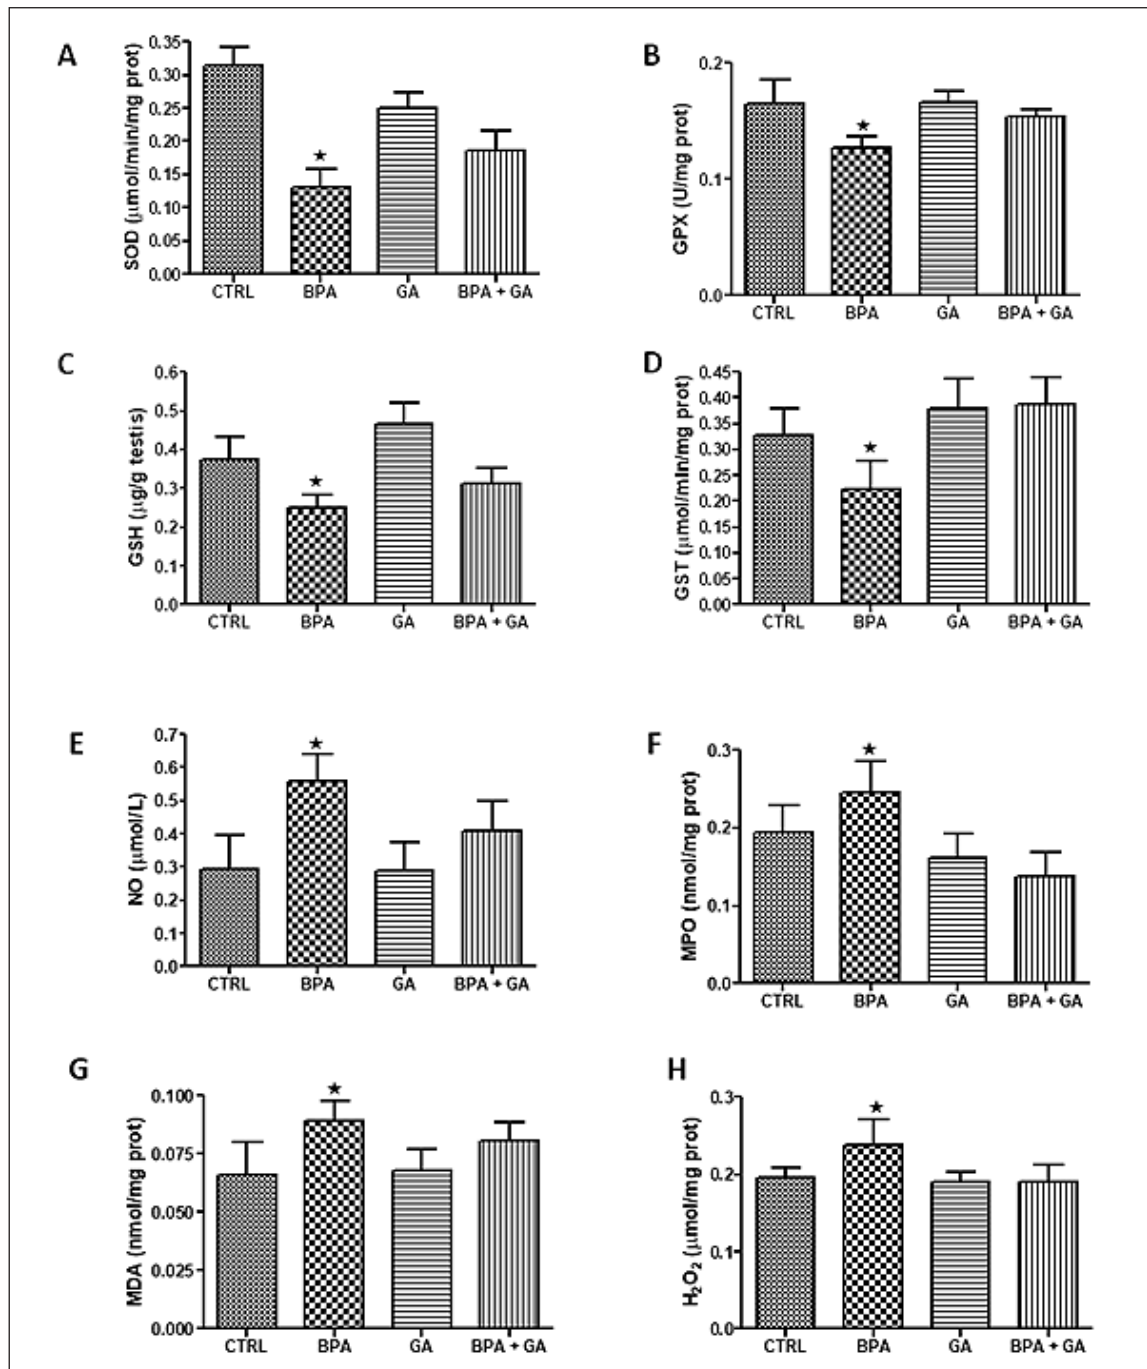 A
SOD (µmol/min/mg prot)
0.35
0.30
0.25
0.20
0.15
0.10
0.05
0.00
★
CTRL BPA GA BPA + GA
B
GPX (U/mg prot)
0.2
0.1
0.0
★
CTRL BPA GA BPA + GA
C
GSH (µg/g testis)
0.6
0.5
0.4
0.3
0.2
0.1
0.0
★
CTRL BPA GA BPA + GA
D
GST (µmol/min/mg prot)
0.45
0.40
0.35
0.30
0.25
0.20
0.15
0.10
0.05
0.00
★
CTRL BPA GA BPA + GA
E
NO (µmol/L)
0.7
0.6
0.5
0.4
0.3
0.2
0.1
0.0
★
CTRL BPA GA BPA + GA
F
MPO (nmol/mg prot)
0.3
0.2
0.1
0.0
★
CTRL BPA GA BPA + GA
G
MDA (nmol/mg prot)
0.100
0.075
0.050
0.025
0.000
★
CTRL BPA GA BPA + GA
H
H₂O₂ (µmol/mg prot)
0.3
0.2
0.1
0.0
★
CTRL BPA GA BPA + GA